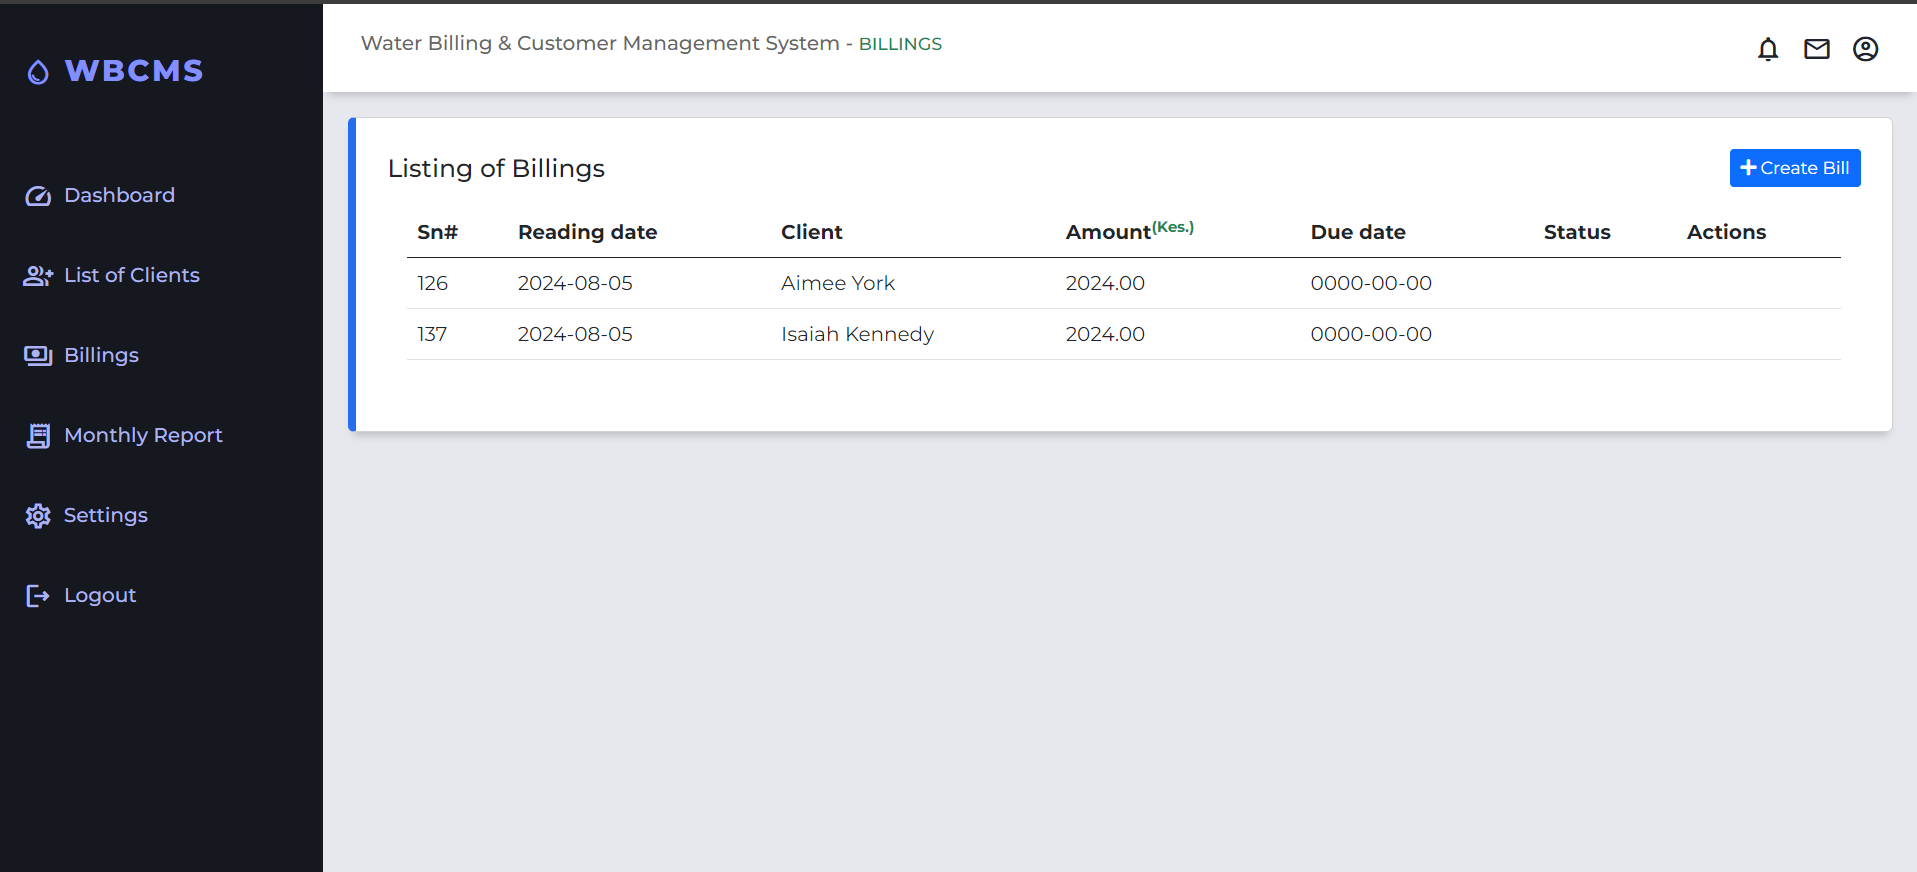 WBCMS
Dashboard
List of Clients
Billings
Monthly Report
Settings
Logout
Water Billing & Customer Management System - BILLINGS
Listing of Billings
Create Bill
Sn# Reading date Client Amount(Kes.) Due date Status Actions
126 2024-08-05 Aimee York 2024.00 0000-00-00
137 2024-08-05 Isaiah Kennedy 2024.00 0000-00-00